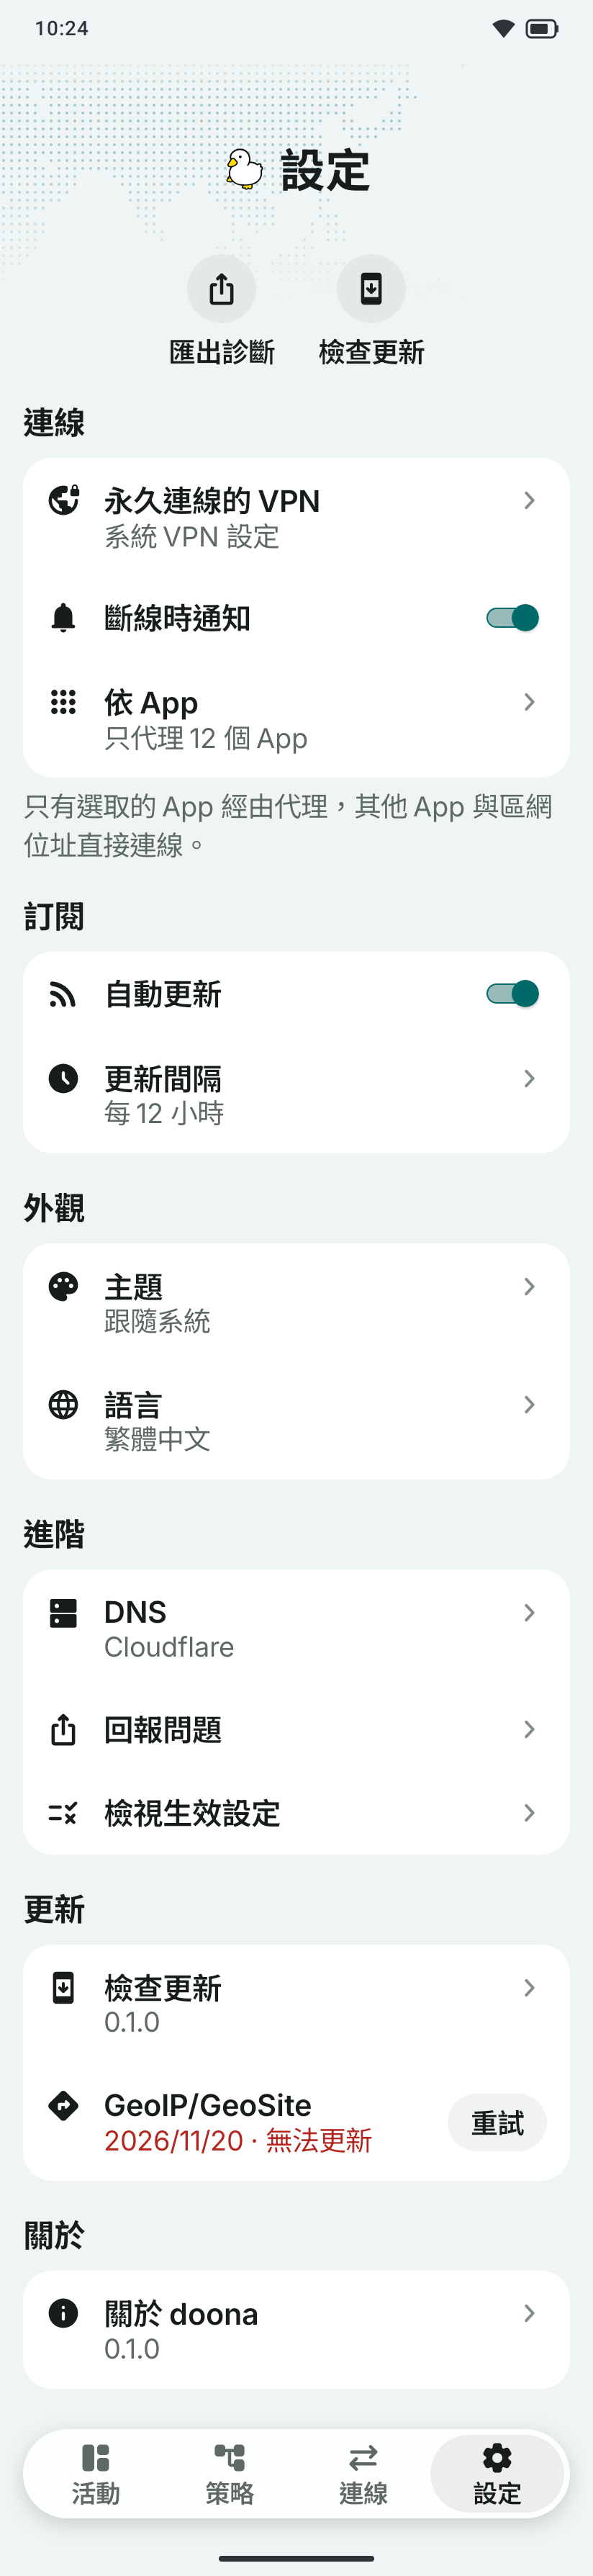 10:24
設定
匯出診斷
檢查更新
連線
永久連線的 VPN
系統 VPN 設定
斷線時通知
依 App
只代理 12 個 App
只有選取的 App 經由代理，其他 App 與區網
位址直接連線。
訂閱
自動更新
更新間隔
每 12 小時
外觀
主題
跟隨系統
語言
繁體中文
進階
DNS
Cloudflare
回報問題
檢視生效設定
更新
檢查更新
0.1.0
GeoIP/GeoSite
2026/11/20 · 無法更新
重試
關於
關於 doona
0.1.0
活動
策略
連線
設定